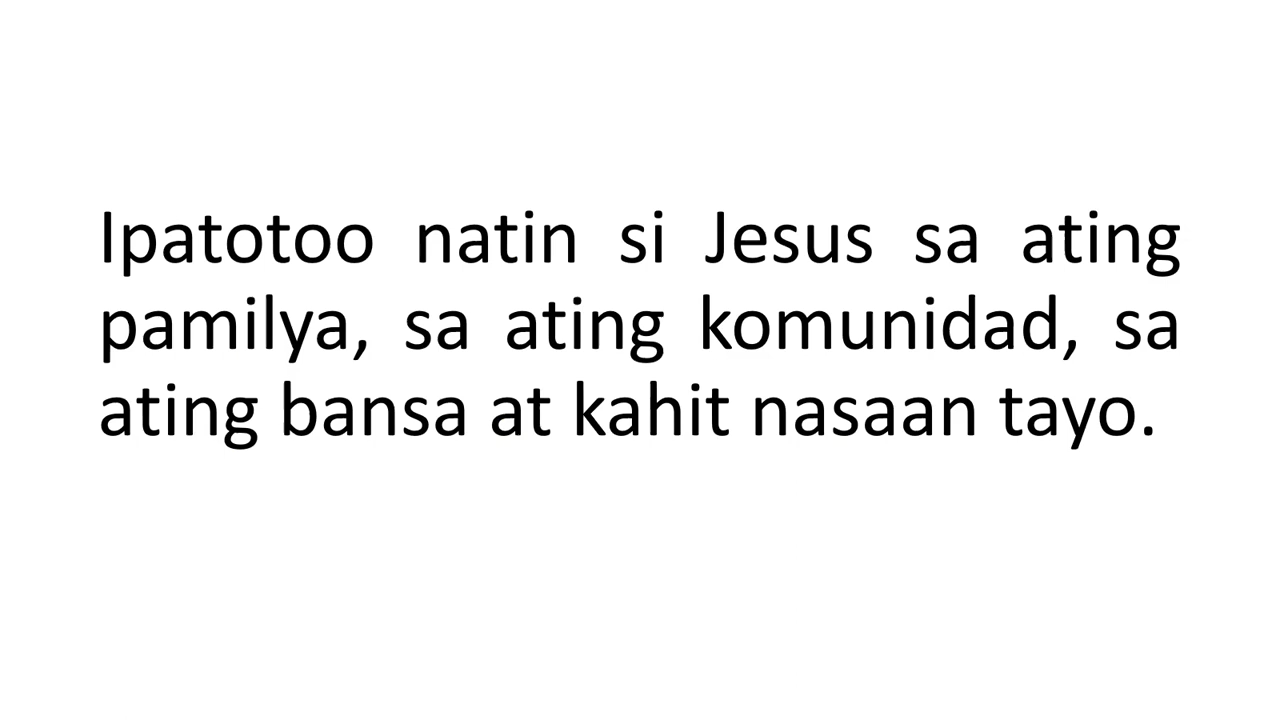 Ipatotoo natin si Jesus sa ating
pamilya, sa ating komunidad, sa
ating bansa at kahit nasaan tayo.